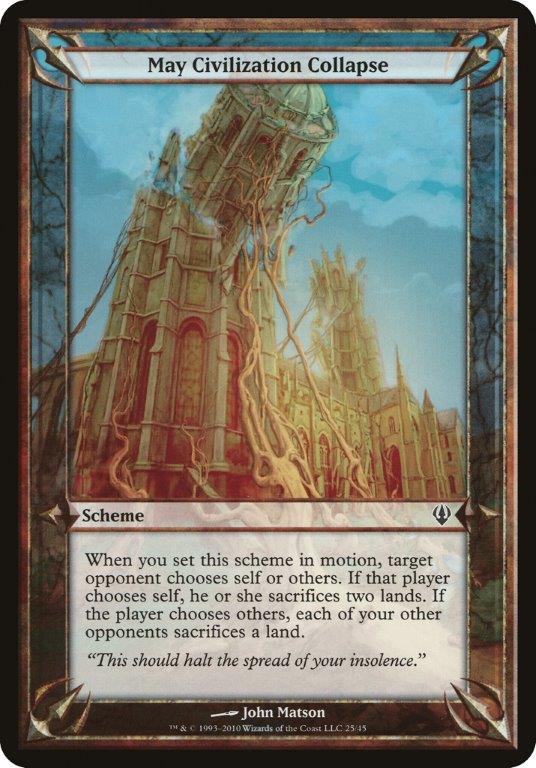 May Civilization Collapse
Scheme
When you set this scheme in motion, target
opponent chooses self or others. If that player
chooses self, he or she sacrifices two lands. If
the player chooses others, each of your other
opponents sacrifices a land.
“This should halt the spread of your insolence.”
John Matson
™ & © 1993–2010 Wizards of the Coast LLC 25/45